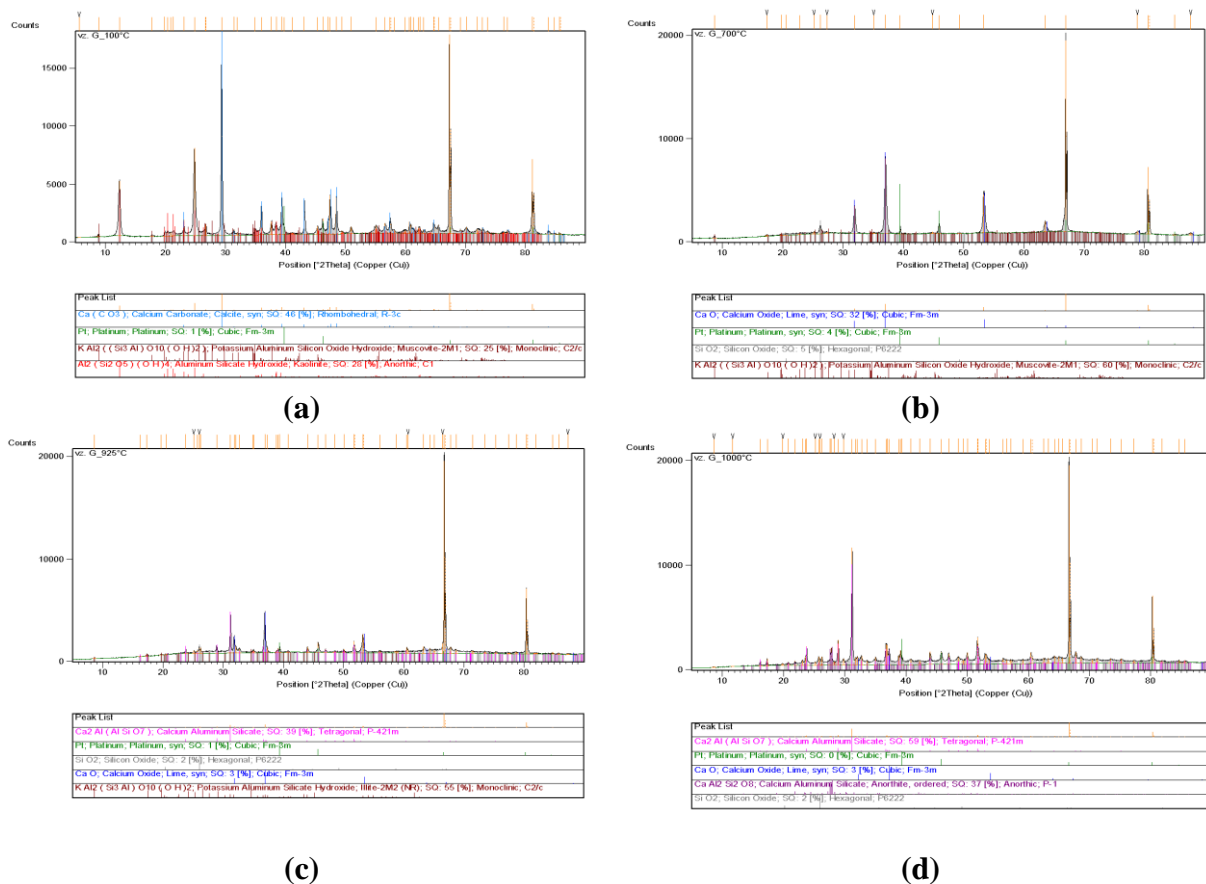 Counts
vz. G_100°C
15000
10000
5000
0
10 20 30 40 50 60 70 80
Position [°2Theta] (Copper (Cu))
Peak List
Ca ( C O3 ); Calcium Carbonate; Calcite, syn; SQ: 46 [%]; Rhombohedral; R-3c
Pt; Platinum; Platinum; SQ: 1 [%]; Cubic; Fm-3m
K Al2 ( ( Si3 Al ) O10 ( O H )2 ); Potassium Aluminum Silicon Oxide Hydroxide; Muscovite-2M1; SQ: 25 [%]; Monoclinic; C2/c
Al2 ( Si2 O5 ) ( O H )4; Aluminum Silicate Hydroxide; Kaolinite; SQ: 28 [%]; Anorthic; C1
(a)
Counts
vz. G_700°C
20000
10000
0
10 20 30 40 50 60 70 80
Position [°2Theta] (Copper (Cu))
Peak List
Ca O; Calcium Oxide; Lime, syn; SQ: 32 [%]; Cubic; Fm-3m
Pt; Platinum; Platinum, syn; SQ: 4 [%]; Cubic; Fm-3m
Si O2; Silicon Oxide; SQ: 5 [%]; Hexagonal; P6222
K Al2 ( ( Si3 Al ) O10 ( O H )2 ); Potassium Aluminum Silicon Oxide Hydroxide; Muscovite-2M1; SQ: 60 [%]; Monoclinic; C2/c
(b)
Counts
vz. G_925°C
20000
10000
0
10 20 30 40 50 60 70 80
Position [°2Theta] (Copper (Cu))
Peak List
Ca2 Al ( Al Si O7 ); Calcium Aluminum Silicate; SQ: 39 [%]; Tetragonal; P-421m
Pt; Platinum; Platinum, syn; SQ: 1 [%]; Cubic; Fm-3m
Si O2; Silicon Oxide; SQ: 2 [%]; Hexagonal; P6222
Ca O; Calcium Oxide; Lime, syn; SQ: 3 [%]; Cubic; Fm-3m
K Al2 ( Si3 Al ) O10 ( O H )2; Potassium Aluminum Silicate Hydroxide; Illite-2M2 (NR); SQ: 55 [%]; Monoclinic; C2/c
(c)
Counts
vz. G_1000°C
20000
10000
0
10 20 30 40 50 60 70 80
Position [°2Theta] (Copper (Cu))
Peak List
Ca2 Al ( Al Si O7 ); Calcium Aluminum Silicate; SQ: 59 [%]; Tetragonal; P-421m
Pt; Platinum; Platinum, syn; SQ: 0 [%]; Cubic; Fm-3m
Ca O; Calcium Oxide; Lime, syn; SQ: 3 [%]; Cubic; Fm-3m
Ca Al2 Si2 O8; Calcium Aluminum Silicate; Anorthite, ordered; SQ: 37 [%]; Anorthic; P-1
Si O2; Silicon Oxide; SQ: 2 [%]; Hexagonal; P6222
(d)